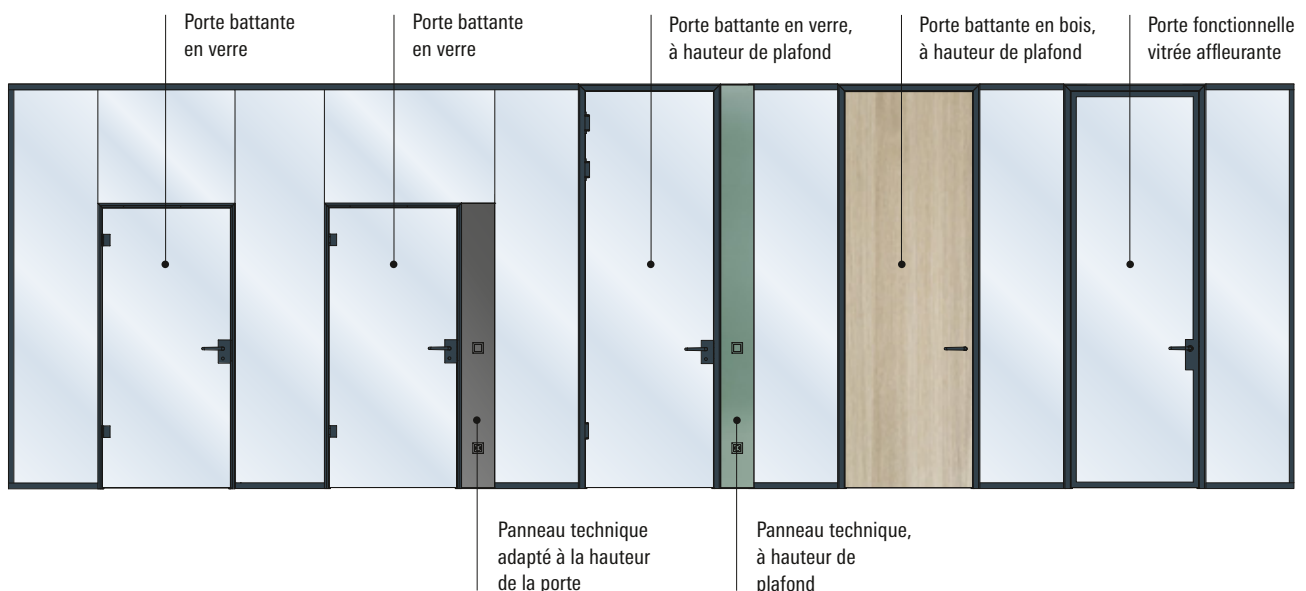 Porte battante
en verre
Porte battante
en verre
Porte battante en verre,
à hauteur de plafond
Porte battante en bois,
à hauteur de plafond
Porte fonctionnelle
vitrée affleurante
Panneau technique
adapté à la hauteur
de la porte
Panneau technique,
à hauteur de
plafond